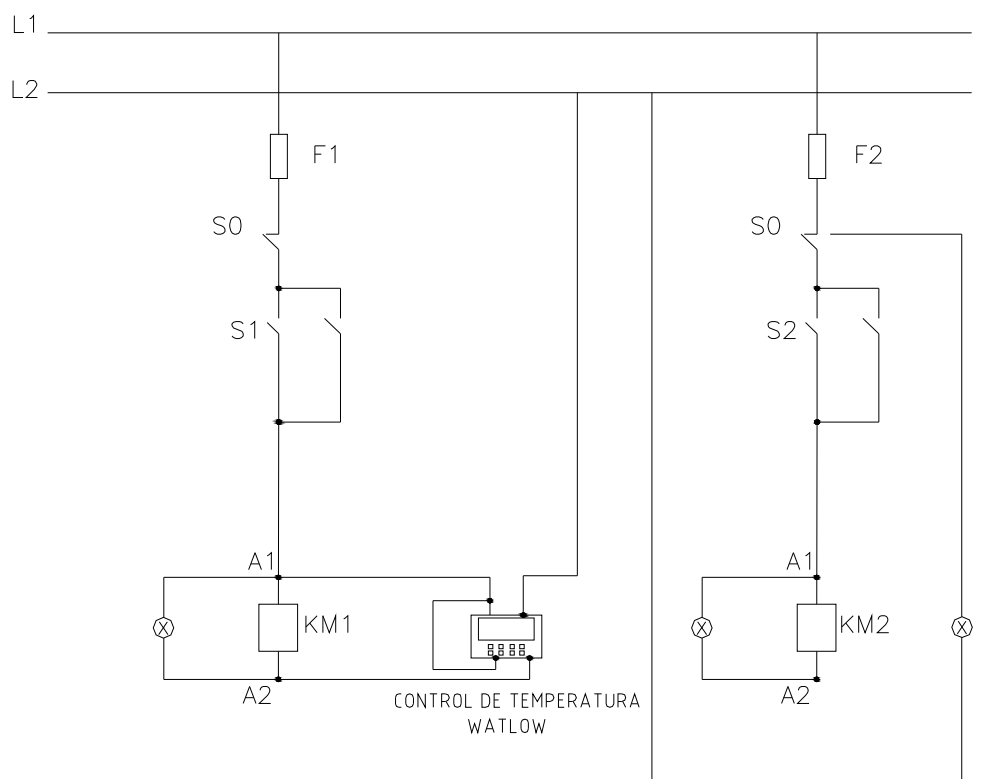 L1
L2
F1
F2
S0
S0
S1
S2
A1
A1
KM1
KM2
A2
A2
CONTROL DE TEMPERATURA
WATLOW